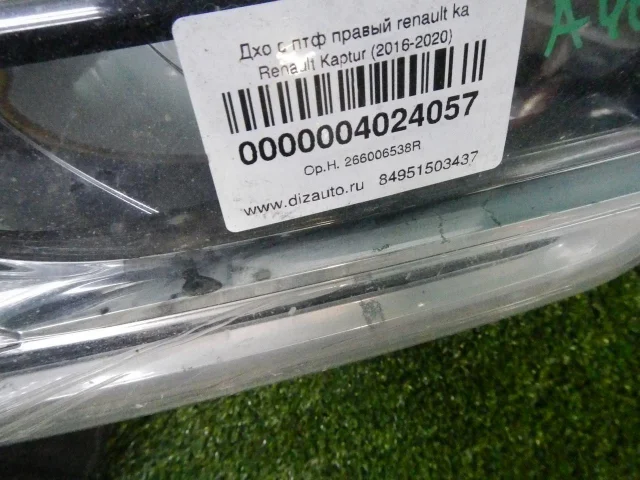 Дхо с птф правый renault ka
Renault Kaptur (2016-2020)
0000004024057
Ор.Н. 266006538R
www.dizauto.ru 84951503437